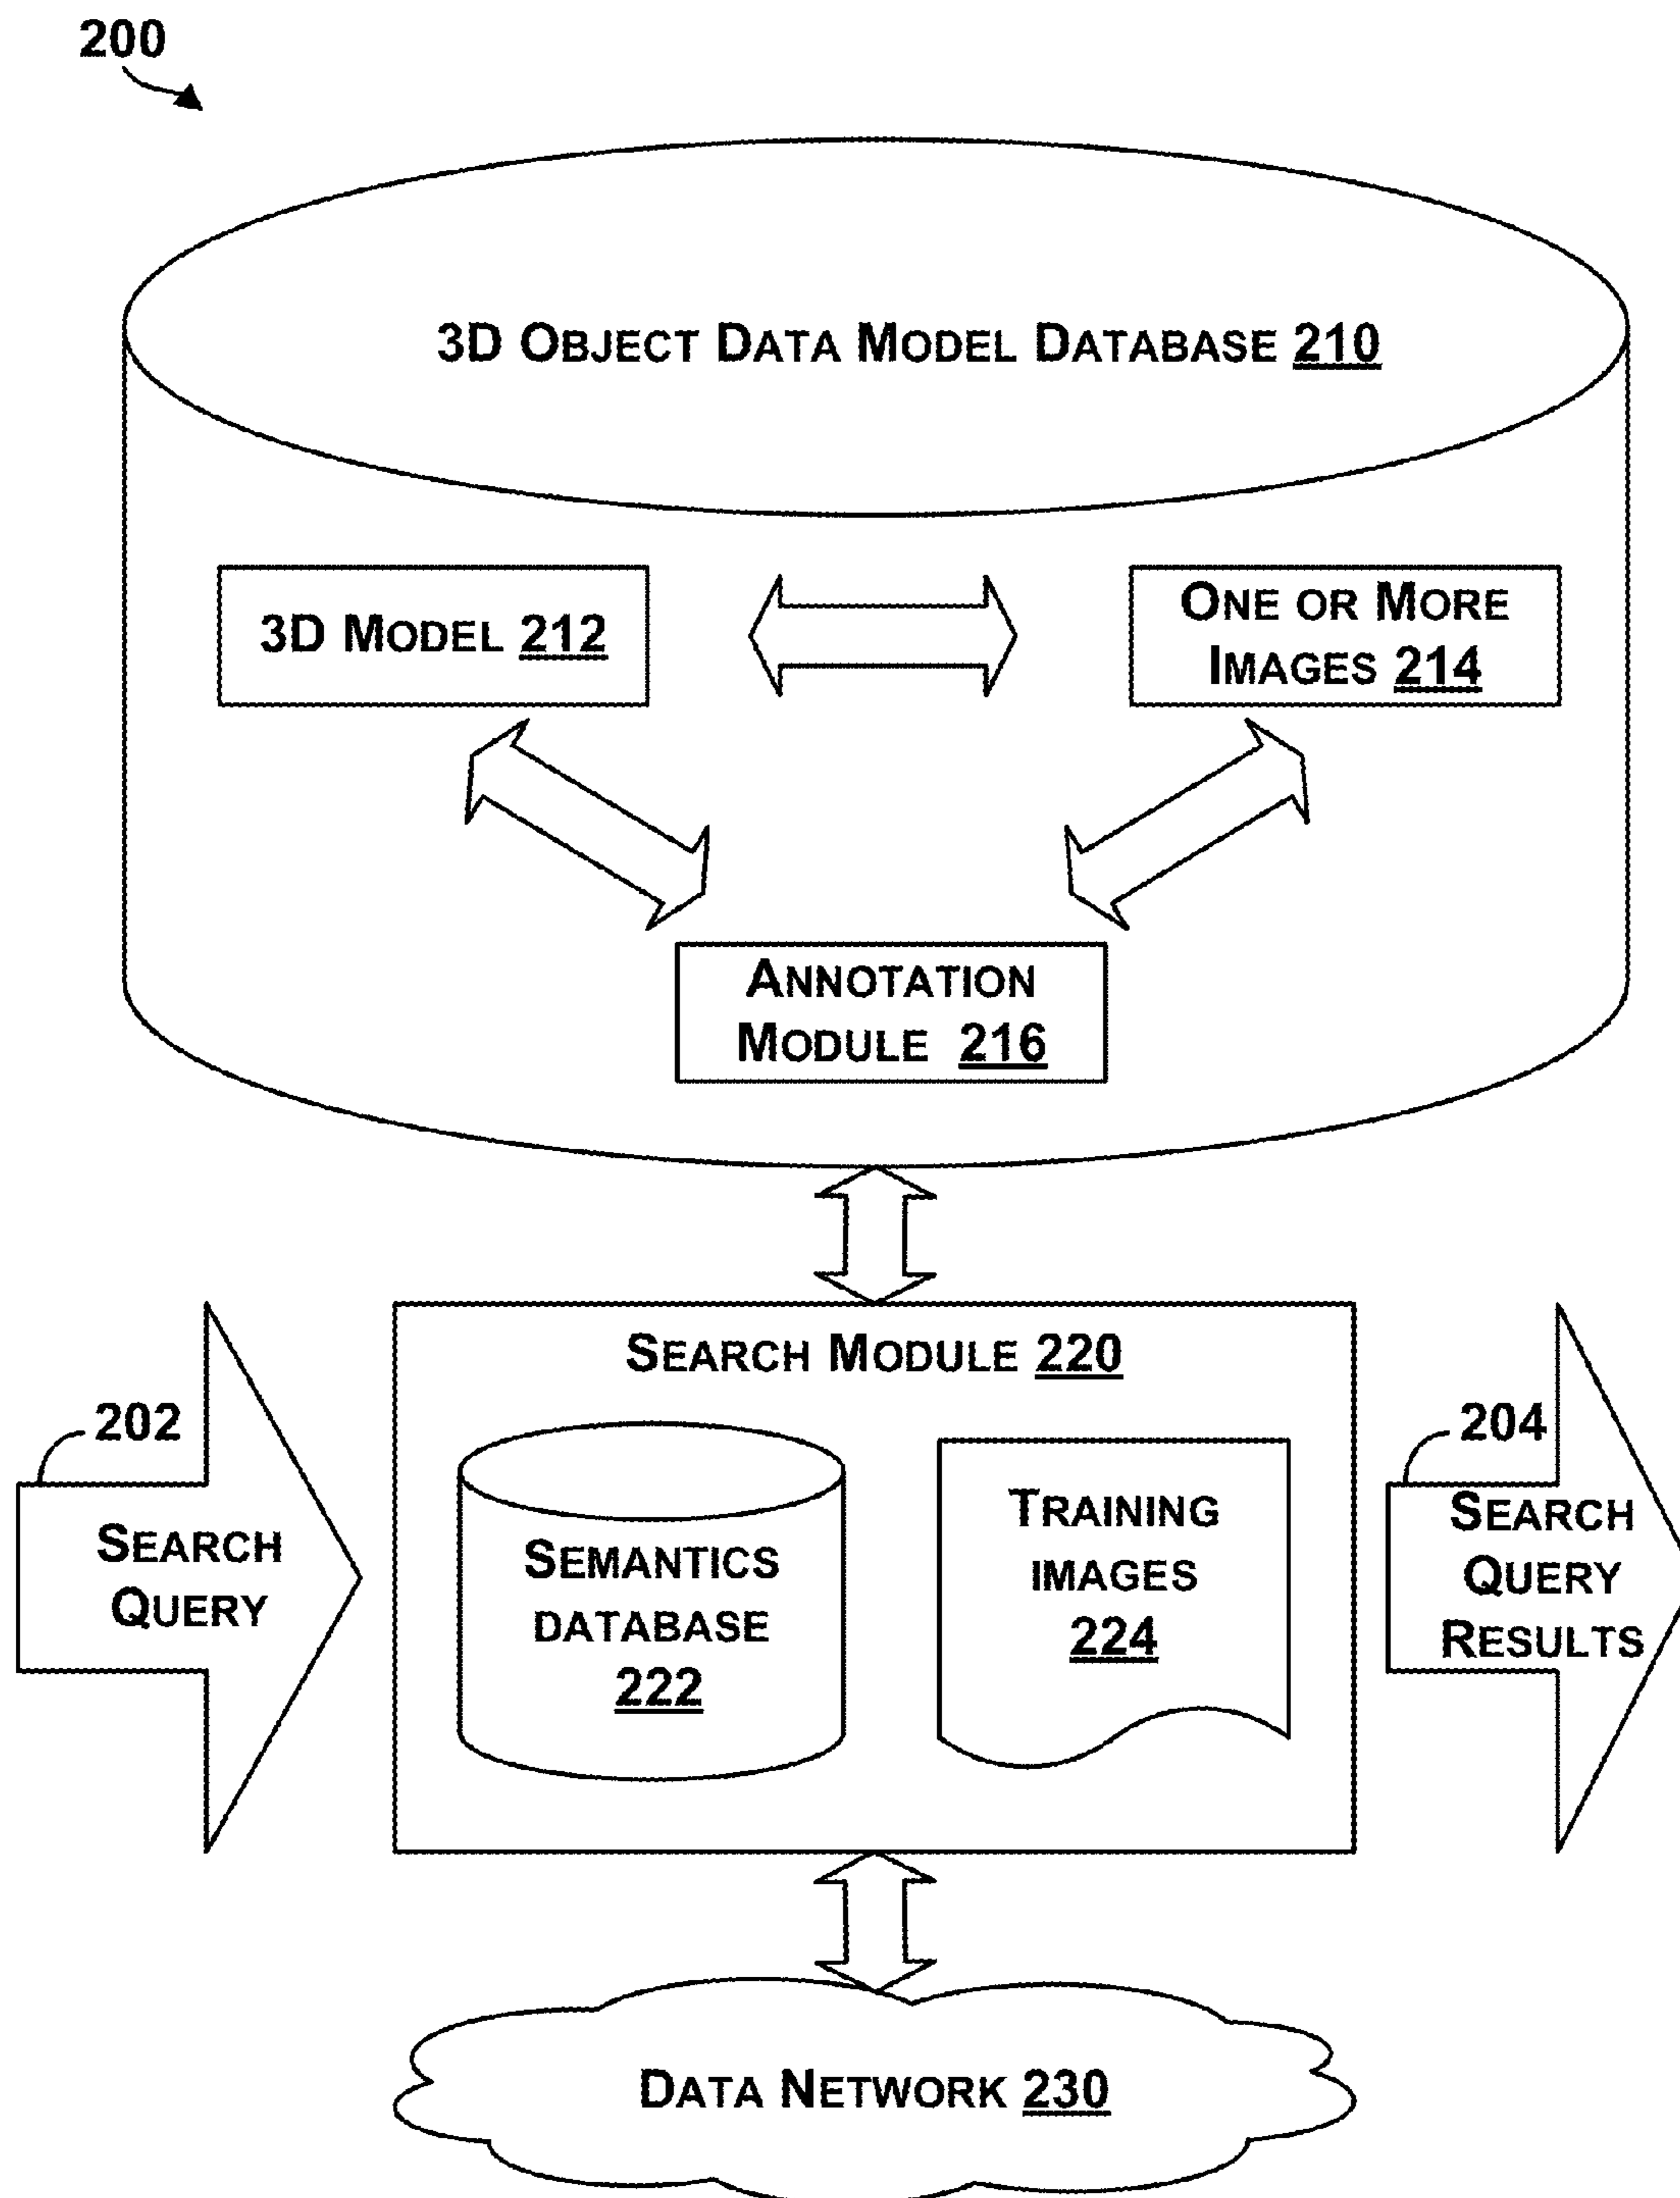 200
3D OBJECT DATA MODEL DATABASE 210
3D MODEL 212
ONE OR MORE
IMAGES 214
ANNOTATION
MODULE 216
SEARCH MODULE 220
202
SEARCH
QUERY
SEMANTICS
DATABASE
222
TRAINING
IMAGES
224
204
SEARCH
QUERY
RESULTS
DATA NETWORK 230